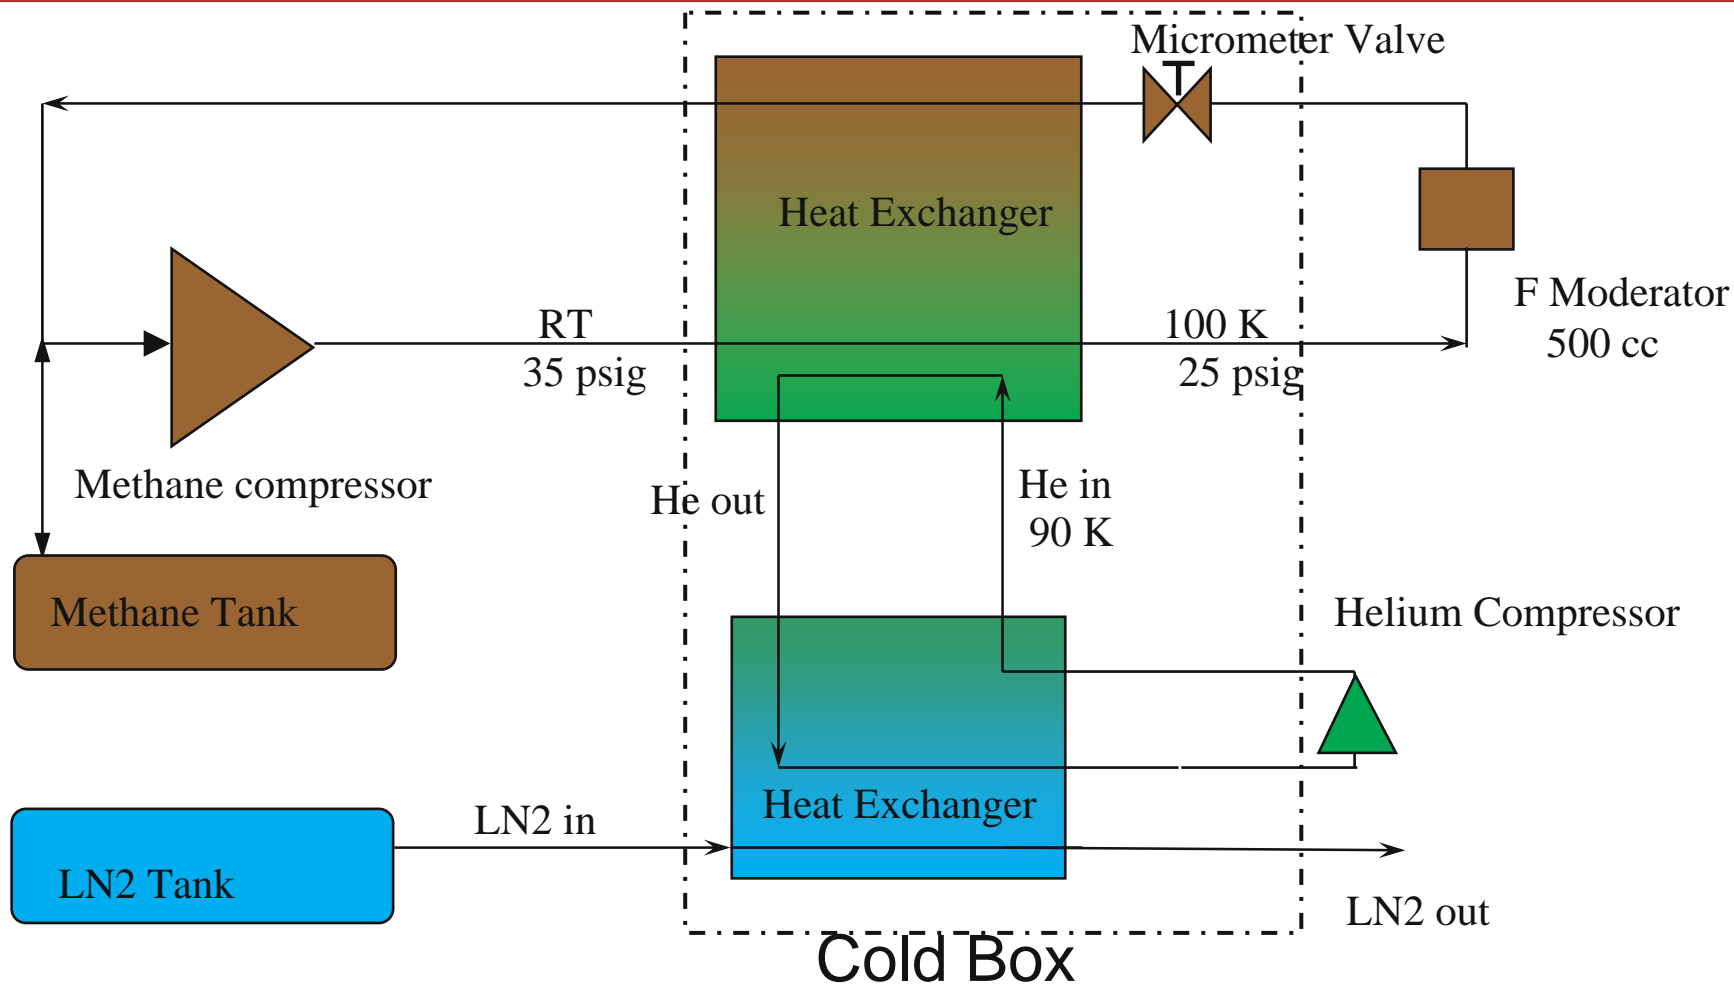 Micrometer Valve
Heat Exchanger
F Moderator
500 cc
RT
35 psig
100 K
25 psig
Methane compressor
He out
He in
90 K
Methane Tank
Helium Compressor
Heat Exchanger
LN2 in
LN2 Tank
LN2 out
Cold Box